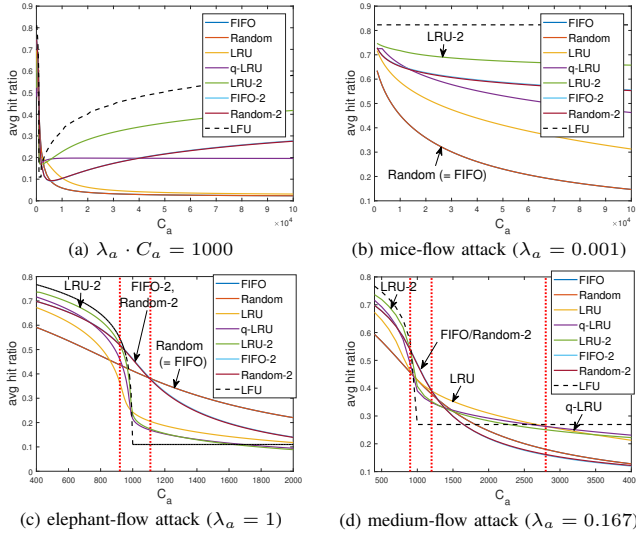 avg hit ratio
0.9
0.8
0.7
0.6
0.5
0.4
0.3
0.2
0.1
0
FIFO
Random
LRU
q-LRU
LRU-2
FIFO-2
Random-2
LFU
0 2 4 6 8 10
C_a
× 10^4
(a) λ_a · C_a = 1000
avg hit ratio
0.9
0.8
0.7
0.6
0.5
0.4
0.3
0.2
0.1
LRU-2
Random (= FIFO)
FIFO
Random
LRU
q-LRU
LRU-2
FIFO-2
Random-2
LFU
0 2 4 6 8 10
C_a
× 10^4
(b) mice-flow attack (λ_a = 0.001)
avg hit ratio
0.9
0.8
0.7
0.6
0.5
0.4
0.3
0.2
0.1
0
LRU-2
FIFO-2,
Random-2
Random
(= FIFO)
FIFO
Random
LRU
q-LRU
LRU-2
FIFO-2
Random-2
LFU
400 600 800 1000 1200 1400 1600 1800 2000
C_a
(c) elephant-flow attack (λ_a = 1)
avg hit ratio
0.8
0.7
0.6
0.5
0.4
0.3
0.2
0.1
LRU-2
FIFO/Random-2
LRU
q-LRU
FIFO
Random
LRU
q-LRU
LRU-2
FIFO-2
Random-2
LFU
500 1000 1500 2000 2500 3000 3500 400
C_a
(d) medium-flow attack (λ_a = 0.167)